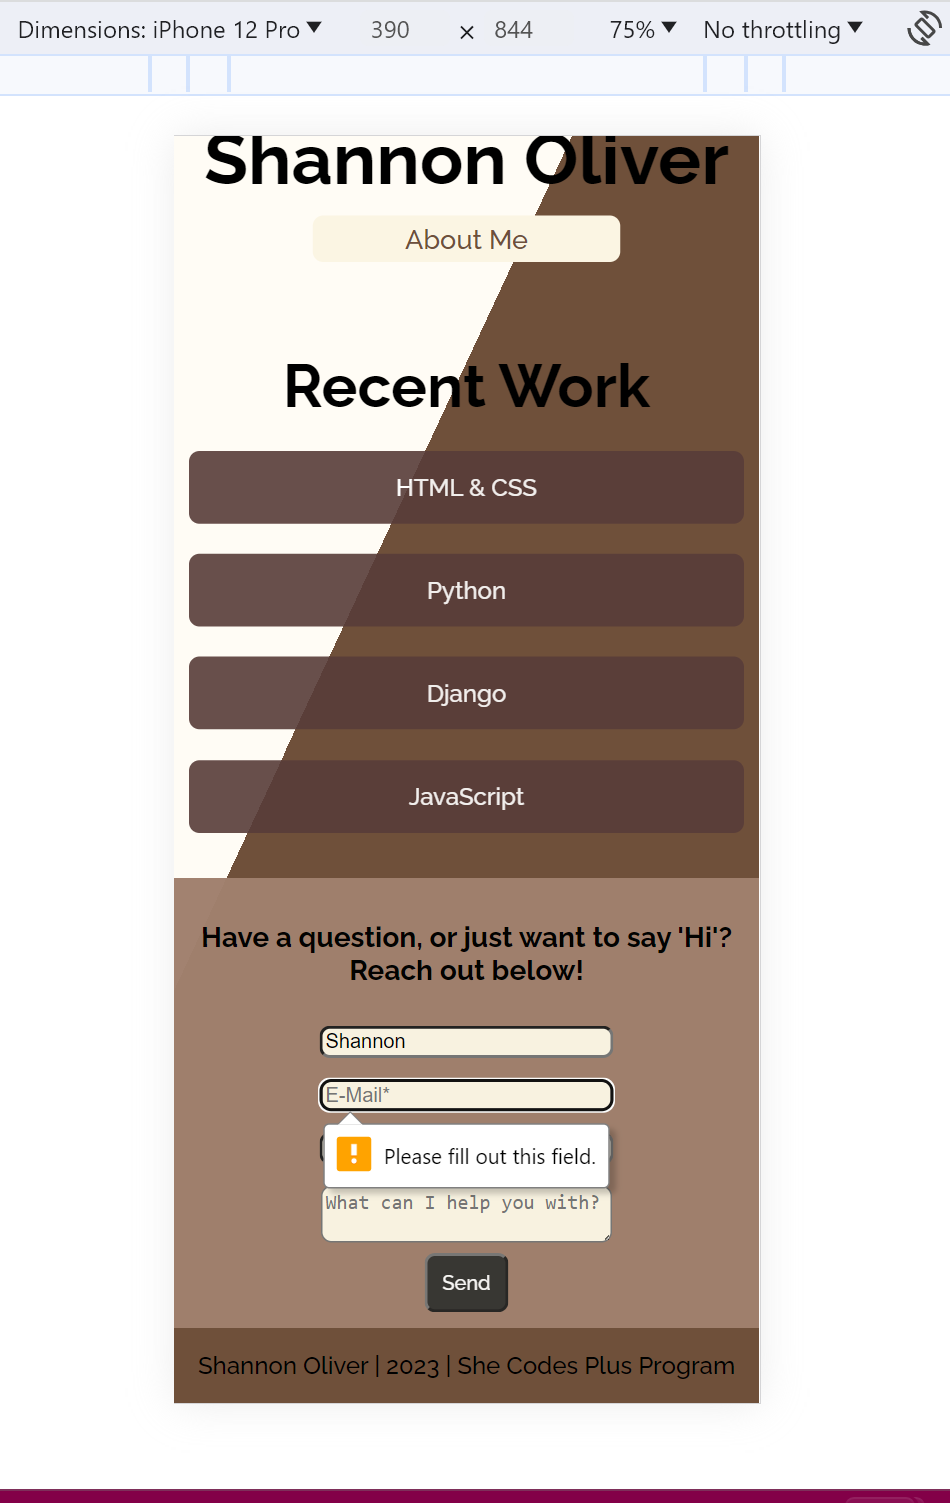 Dimensions: iPhone 12 Pro ▼ 390 × 844 75% ▼ No throttling ▼
Shannon Oliver
About Me
Recent Work
HTML & CSS
Python
Django
JavaScript
Have a question, or just want to say 'Hi'?
Reach out below!
Shannon
E-Mail*
Please fill out this field.
What can I help you with?
Send
Shannon Oliver | 2023 | She Codes Plus Program